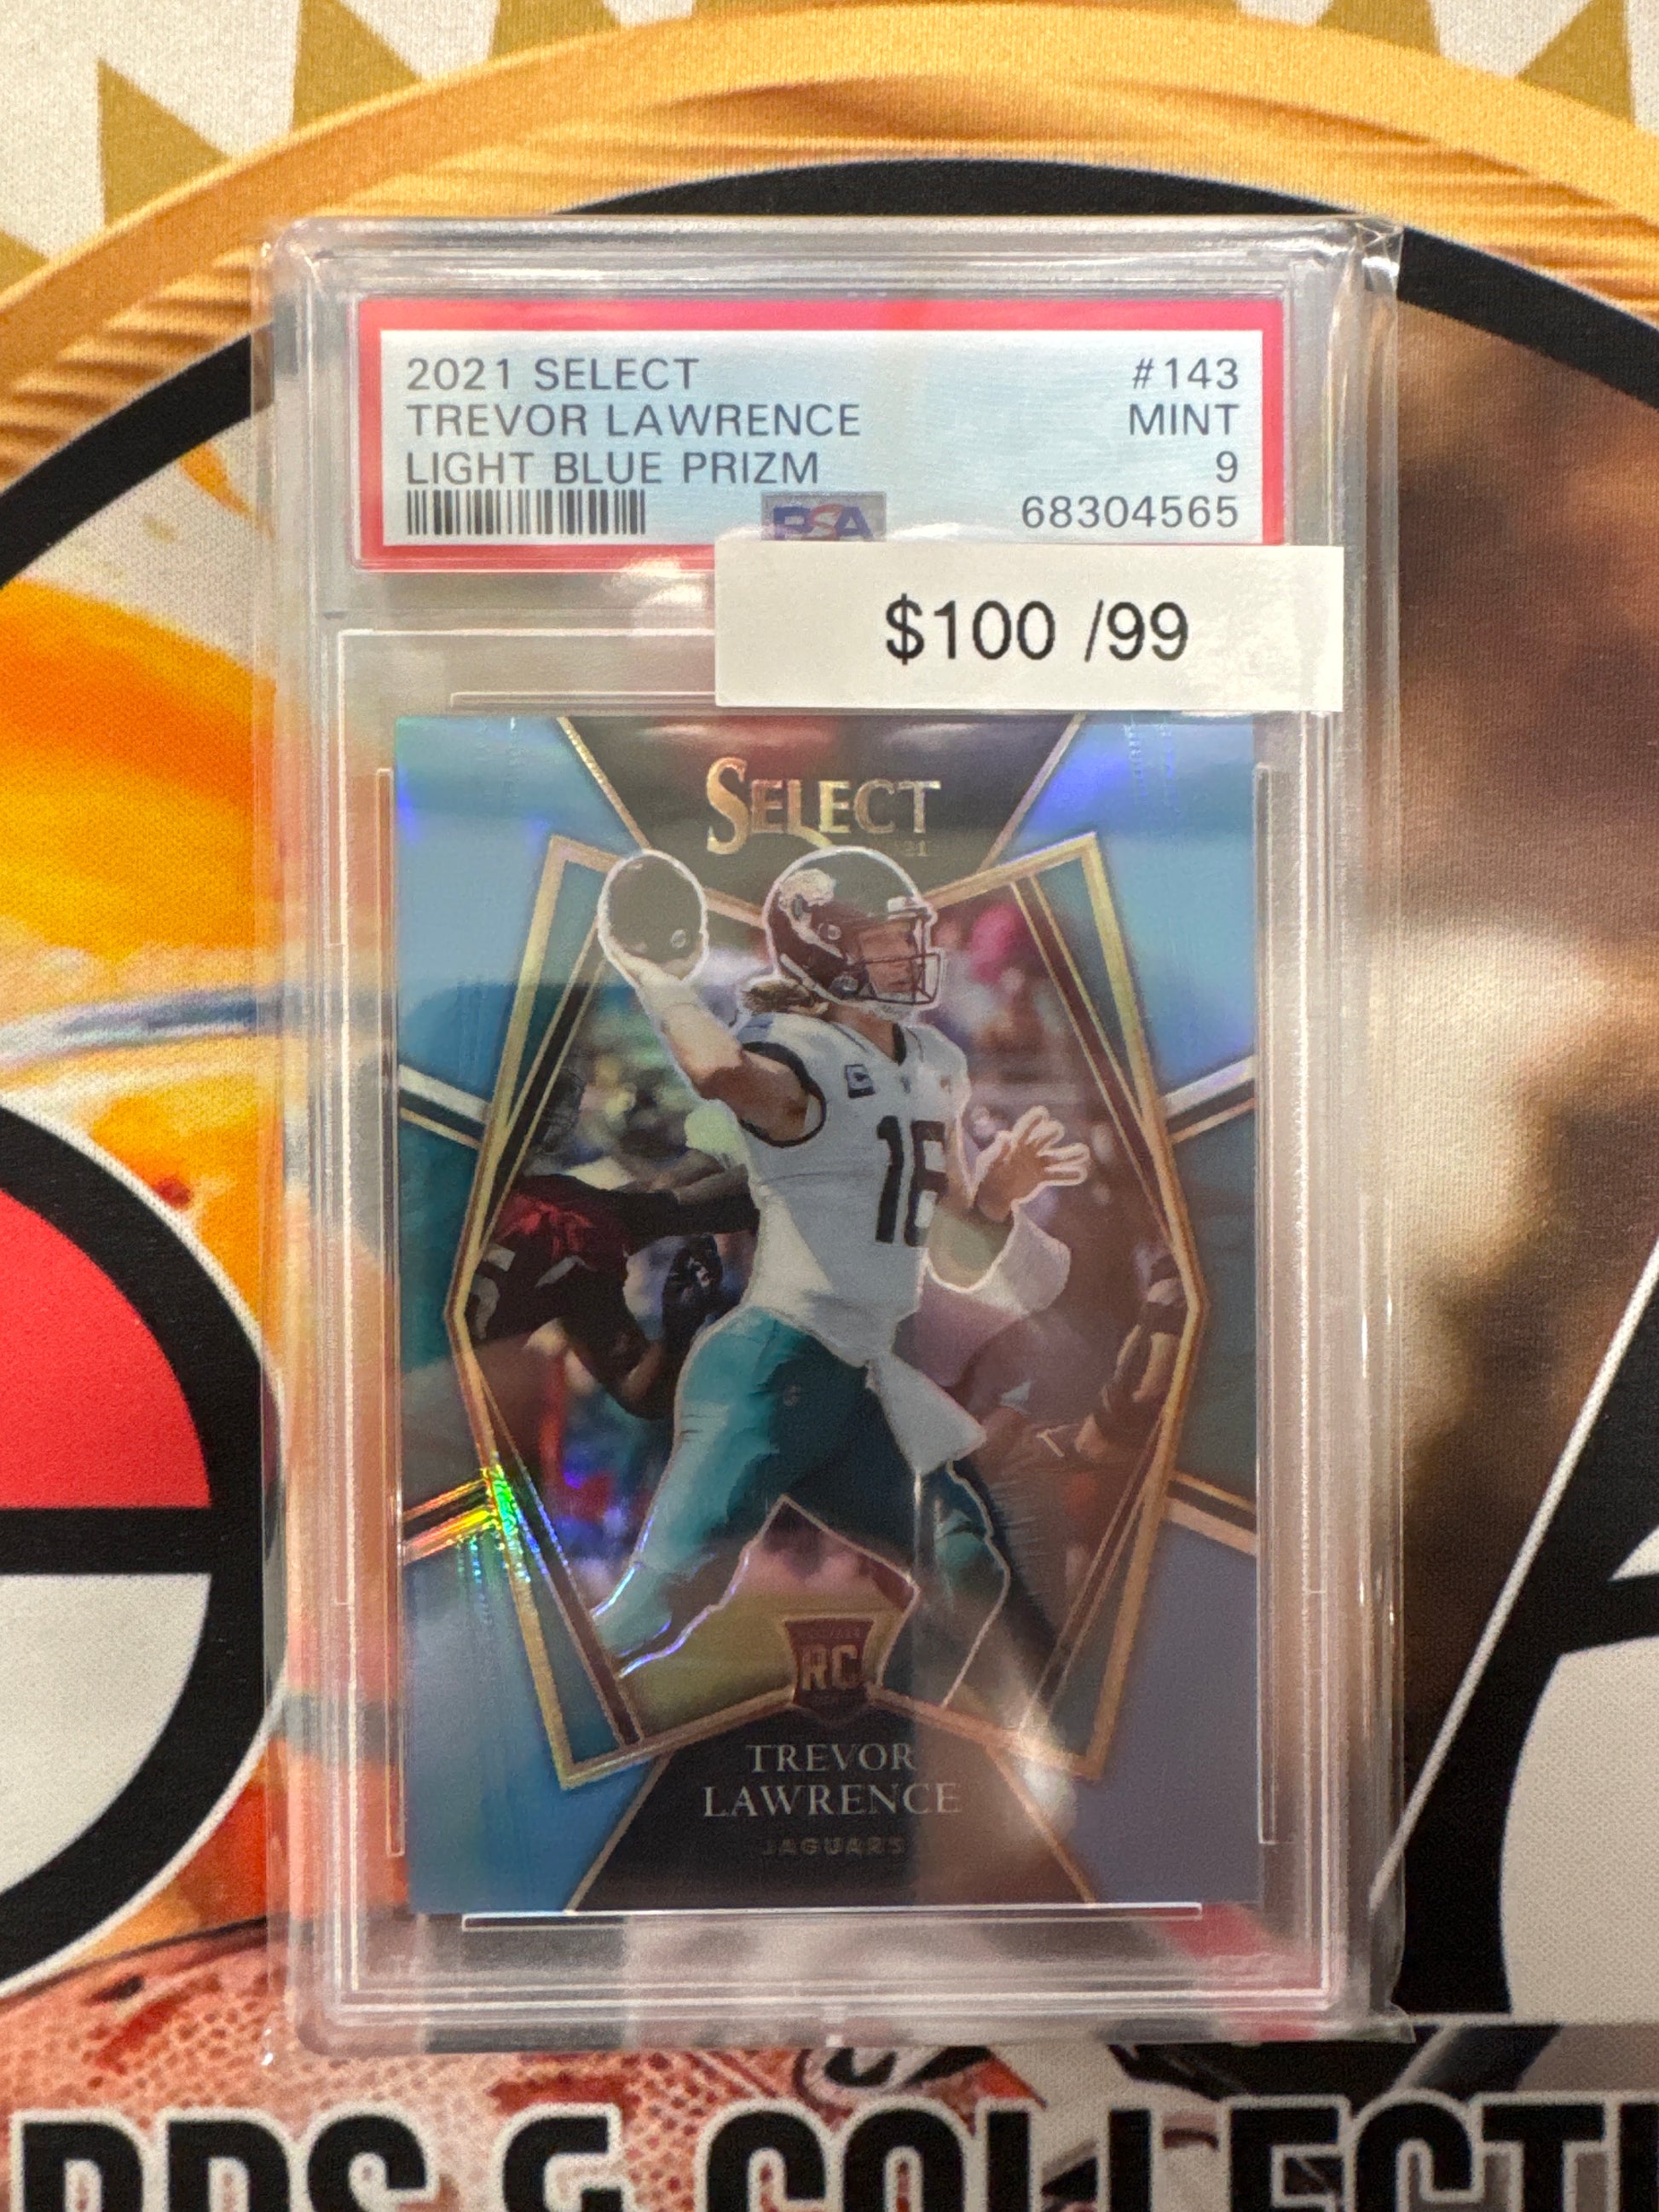 2021 SELECT #143
TREVOR LAWRENCE MINT
LIGHT BLUE PRIZM 9
PSA 68304565
$100 /99
SELECT
16
RC
TREVOR
LAWRENCE
JAGUARS